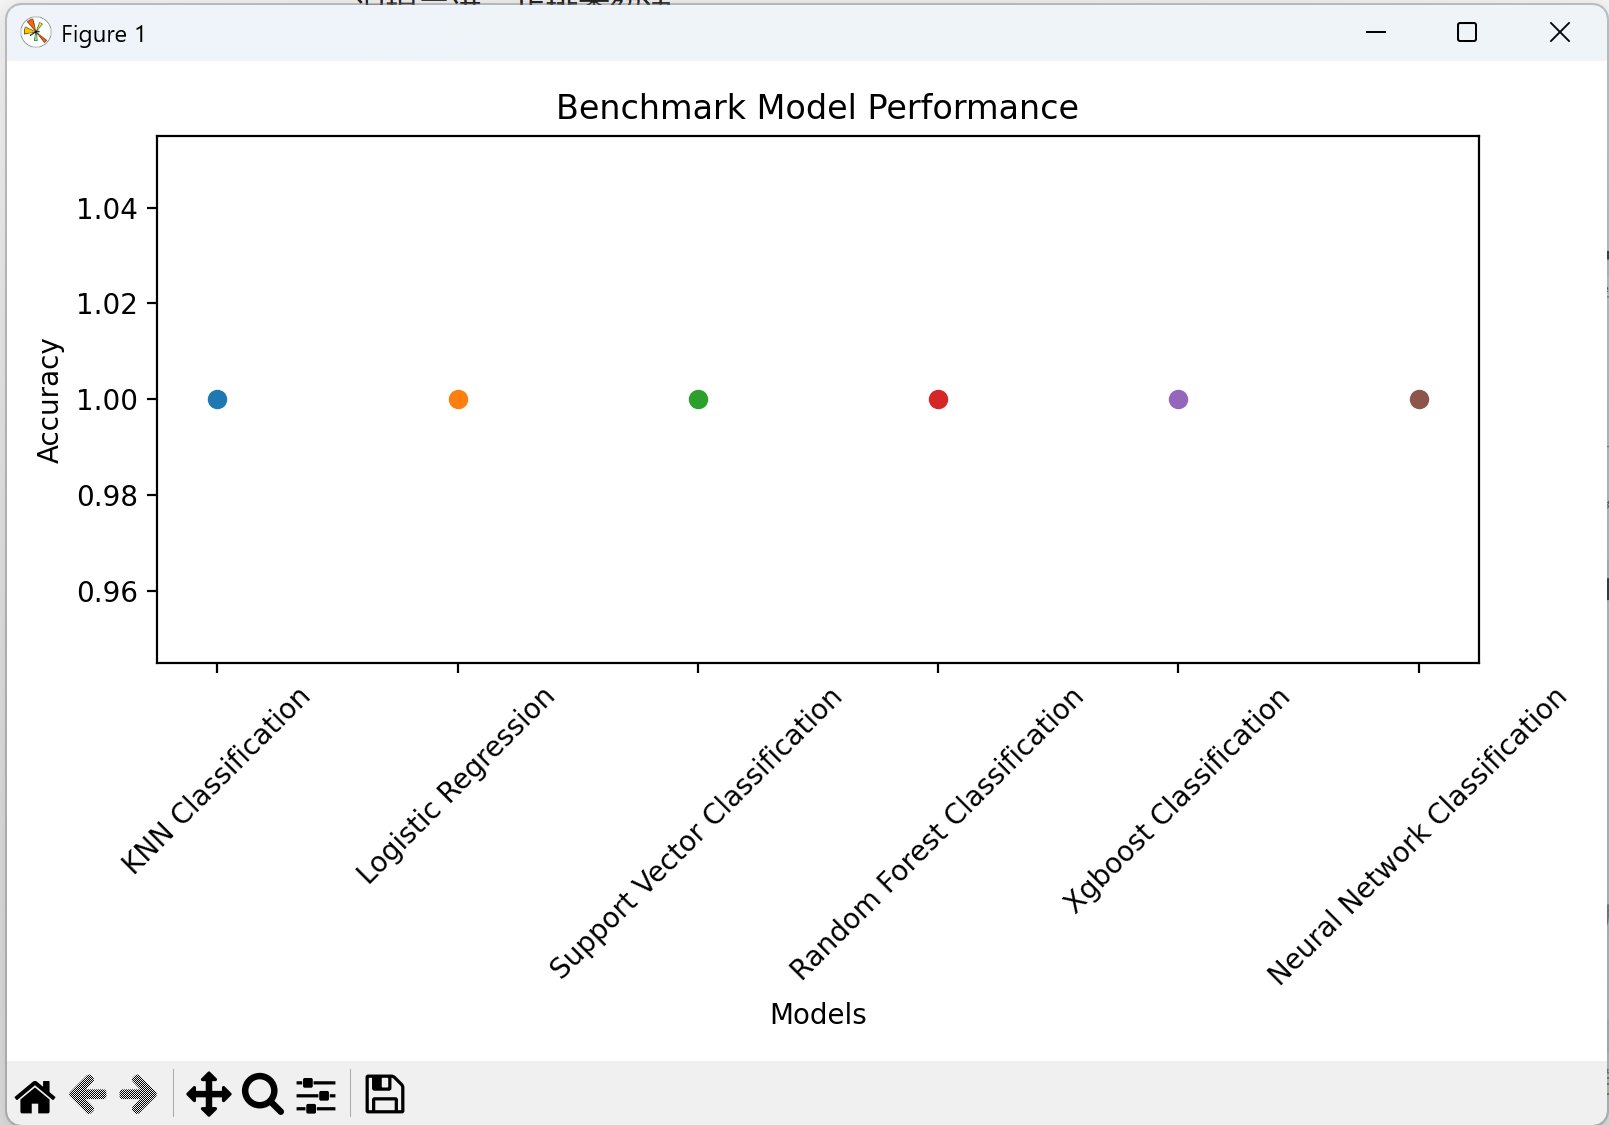 Figure 1
Benchmark Model Performance
1.04
1.02
1.00
0.98
0.96
Accuracy
KNN Classification
Logistic Regression
Support Vector Classification
Random Forest Classification
Xgboost Classification
Neural Network Classification
Models